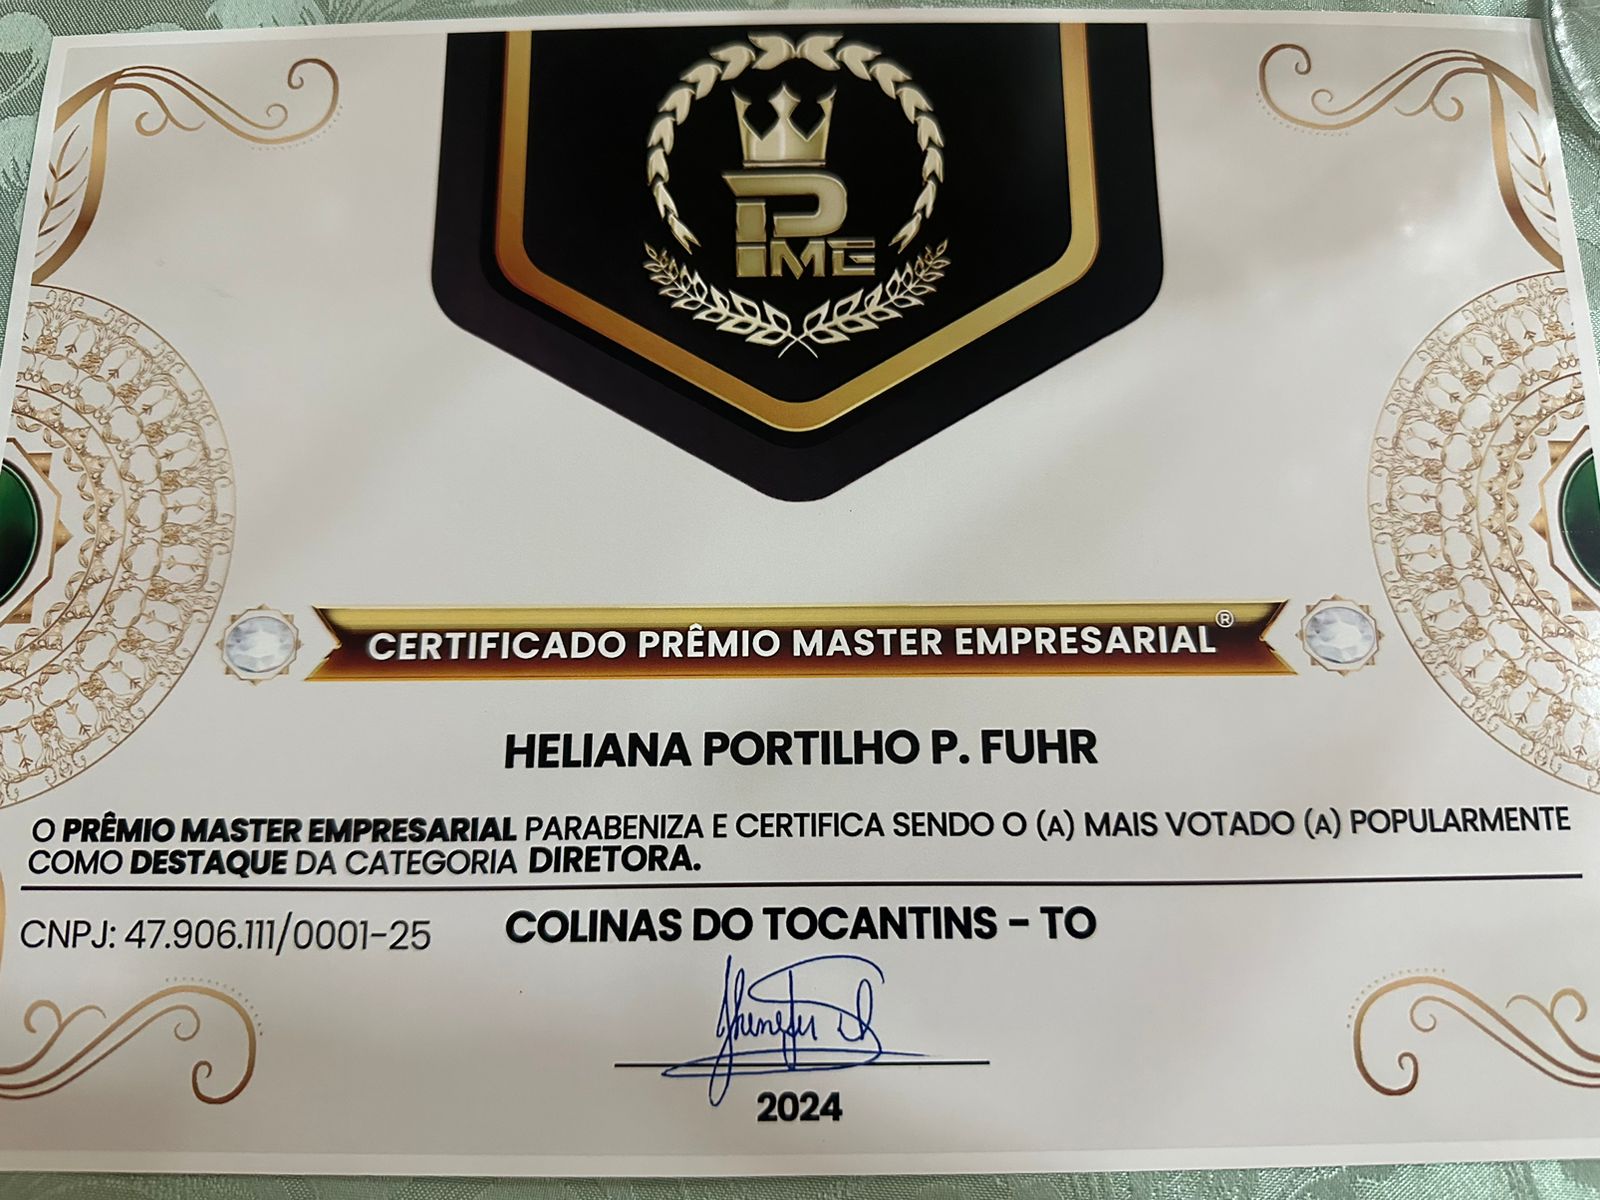 PIME
CERTIFICADO PRÊMIO MASTER EMPRESARIAL®
HELIANA PORTILHO P. FUHR
O PRÊMIO MASTER EMPRESARIAL PARABENIZA E CERTIFICA SENDO O (A) MAIS VOTADO (A) POPULARMENTE
COMO DESTAQUE DA CATEGORIA DIRETORA.
COLINAS DO TOCANTINS - TO
CNPJ: 47.906.111/0001-25
2024